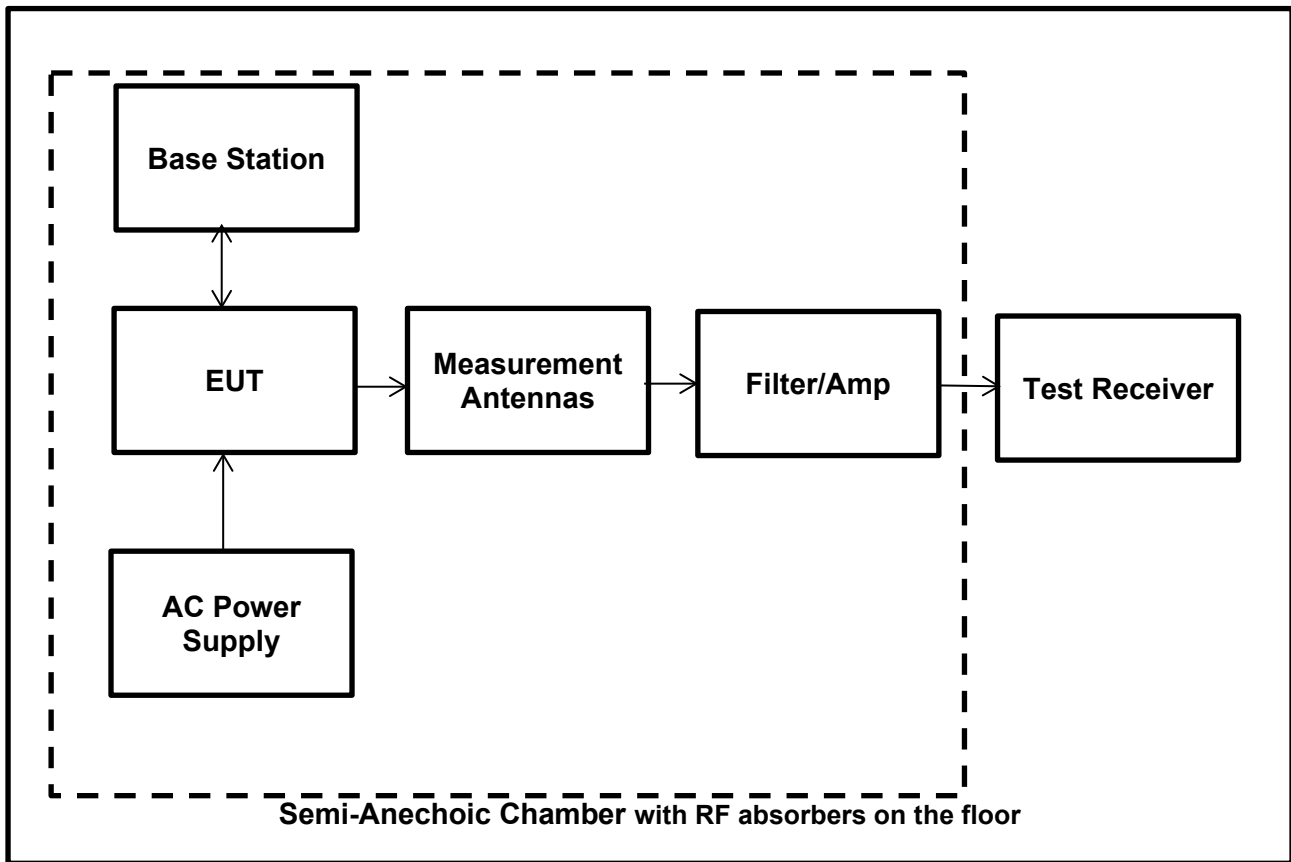 Base Station
EUT
Measurement
Antennas
Filter/Amp
Test Receiver
AC Power
Supply
Semi-Anechoic Chamber with RF absorbers on the floor